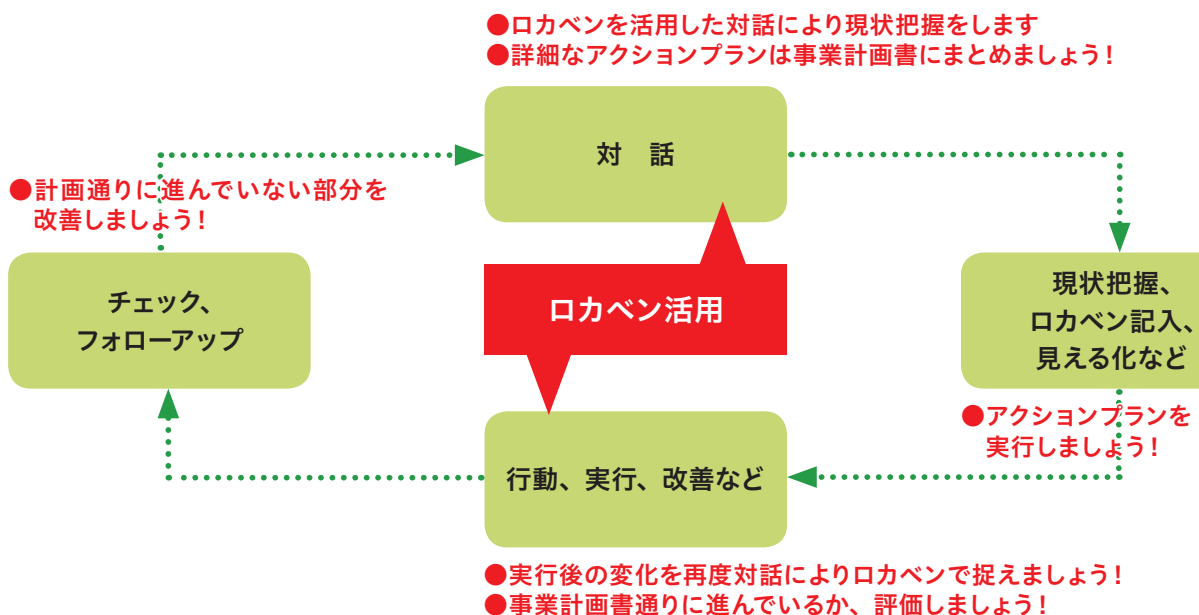 ●ロカベンを活用した対話により現状把握をします
●詳細なアクションプランは事業計画書にまとめましょう！
対　話
●計画通りに進んでいない部分を
改善しましょう！
チェック、
フォローアップ
ロカベン活用
現状把握、
ロカベン記入、
見える化など
●アクションプランを
実行しましょう！
行動、実行、改善など
●実行後の変化を再度対話によりロカベンで捉えましょう！
●事業計画書通りに進んでいるか、評価しましょう！